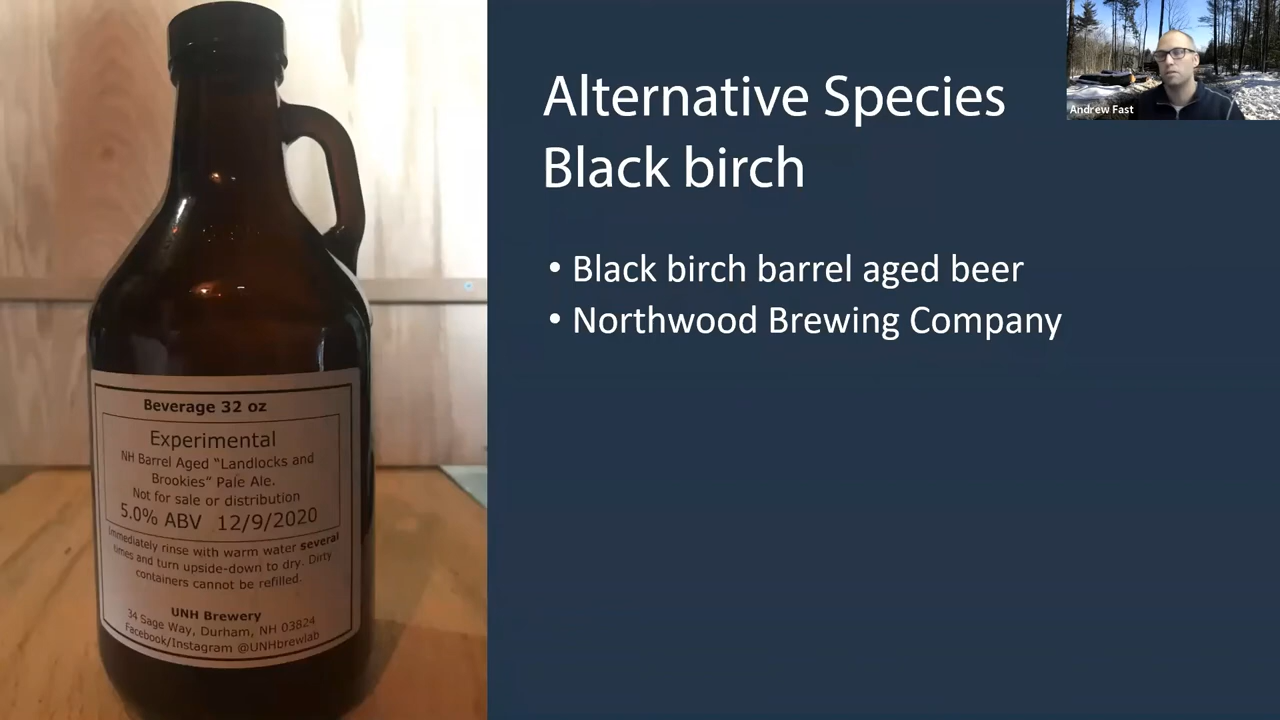 Alternative Species
Black birch
• Black birch barrel aged beer
• Northwood Brewing Company
Andrew Fast
Beverage 32 oz
Experimental
NH Barrel Aged "Landlocks and
Brookies" Pale Ale.
Not for sale or distribution
5.0% ABV 12/9/2020
Immediately rinse with warm water several
times and turn upside-down to dry. Dirty
containers cannot be refilled.
UNH Brewery
34 Sage Way, Durham, NH 03824
Facebook/Instagram @UNHbrewlab